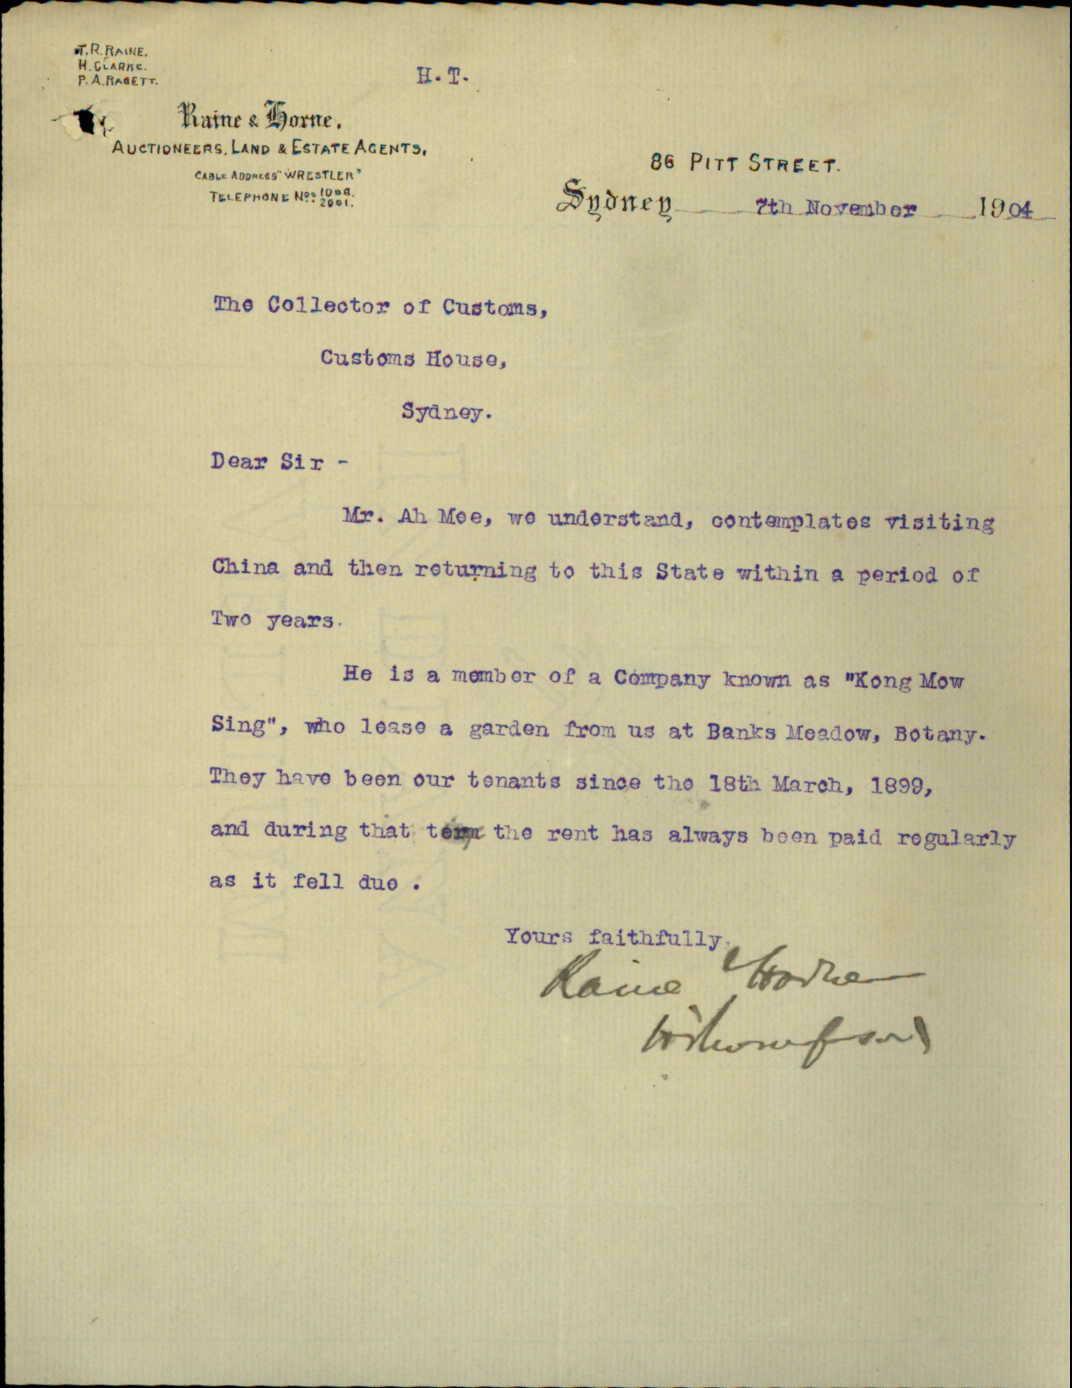 T. R. RAINE.
H. CLARKE.
P. A. RABETT.
H. T.
Raine & Horne.
AUCTIONEERS, LAND & ESTATE AGENTS,
CABLE ADDRESS "WRESTLER"
TELEPHONE Nos
2001.
86 PITT STREET.
Sydney 7th November 1904
The Collector of Customs,
Customs House,
Sydney.
Dear Sir -
Mr. Ah Mee, we understand, contemplates visiting
China and then returning to this State within a period of
Two years.
He is a member of a Company known as "Kong Mow
Sing", who lease a garden from us at Banks Meadow, Botany.
They have been our tenants since the 18th March, 1899,
and during that term the rent has always been paid regularly
as it fell due .
Yours faithfully,
Raine & Horne